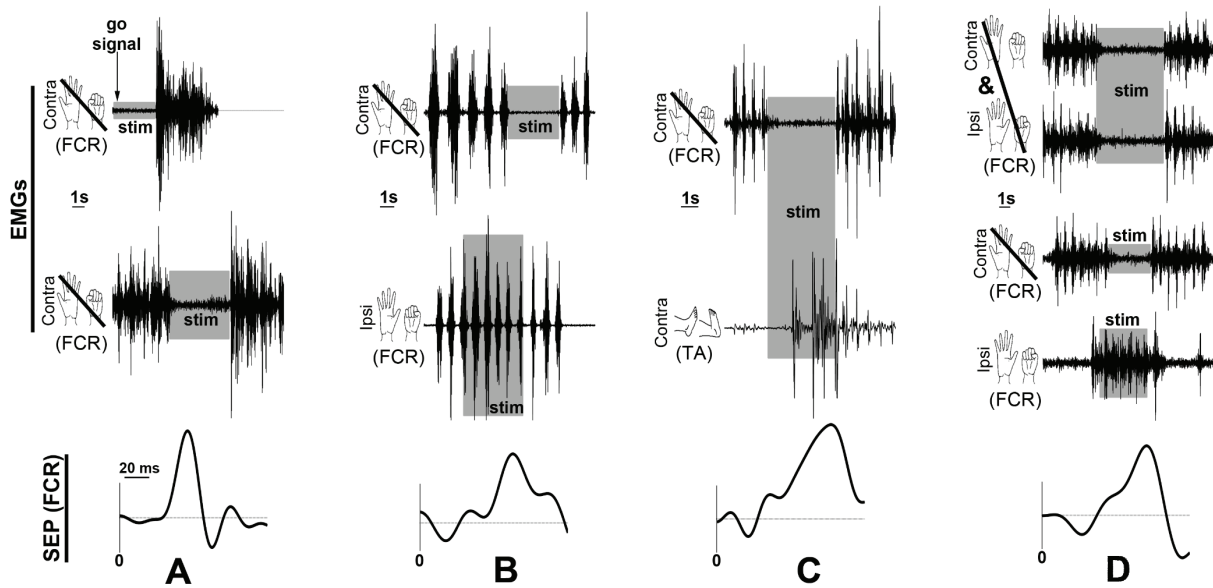 go
signal
Contra
stim
(FCR)
1s
Contra
stim
(FCR)
EMGs
Contra
stim
(FCR)
1s
Ipsi
(FCR)
stim
Contra
(FCR)
1s
stim
Contra
(TA)
Contra
&
Ipsi
stim
(FCR)
1s
stim
Contra
(FCR)
stim
Ipsi
(FCR)
SEP (FCR)
20 ms
0
A
0
B
0
C
0
D